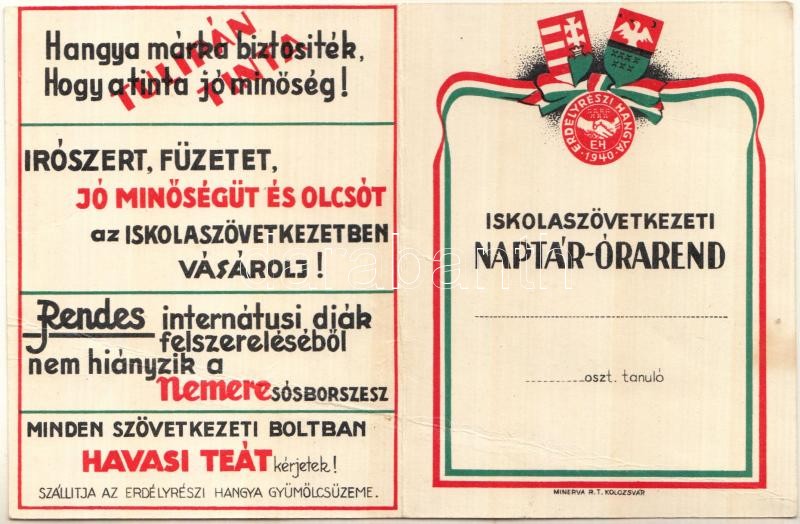 Hangya márka biztosíték,
TULIPÁN
TINTA
Hogy a tinta jó minőség!
IRÓSZERT, FÜZETET,
JÓ MINŐSÉGÜT ÉS OLCSÓT
az ISKOLASZÖVETKEZETBEN
VÁSÁROLJ!
Rendes internátusi diák
felszereléséből
nem hiányzik a
Nemere SÓSBORSZESZ
MINDEN SZÖVETKEZETI BOLTBAN
HAVASI TEÁT kérjetek!
SZÁLLITJA AZ ERDÉLYRÉSZI HANGYA GYÜMÖLCSÜZEME.
ERDÉLYRÉSZI HANGYA
EH
· 1940 ·
ISKOLASZÖVETKEZETI
NAPTÁR-ÓRAREND
oszt. tanuló
MINERVA R. T. KOLOZSVÁR
darabanth